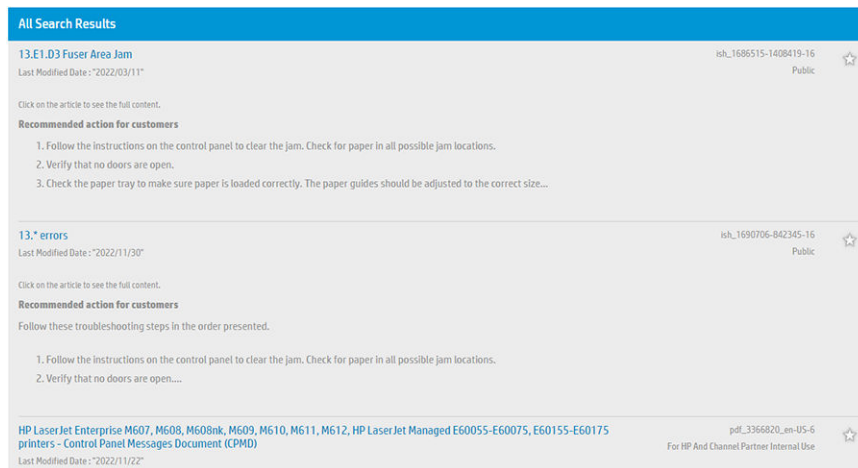 All Search Results
13.E1.D3 Fuser Area Jam
ish_1686515-1408419-16
Last Modified Date : "2022/03/11"
Public
Click on the article to see the full content.
Recommended action for customers
1. Follow the instructions on the control panel to clear the jam. Check for paper in all possible jam locations.
2. Verify that no doors are open.
3. Check the paper tray to make sure paper is loaded correctly. The paper guides should be adjusted to the correct size...
13.* errors
ish_1690706-842345-16
Last Modified Date : "2022/11/30"
Public
Click on the article to see the full content.
Recommended action for customers
Follow these troubleshooting steps in the order presented.
1. Follow the instructions on the control panel to clear the jam. Check for paper in all possible jam locations.
2. Verify that no doors are open....
HP LaserJet Enterprise M607, M608, M608nk, M609, M610, M611, M612, HP LaserJet Managed E60055-E60075, E60155-E60175
printers - Control Panel Messages Document (CPMD)
pdf_3366820_en-US-6
For HP And Channel Partner Internal Use
Last Modified Date : "2022/11/22"